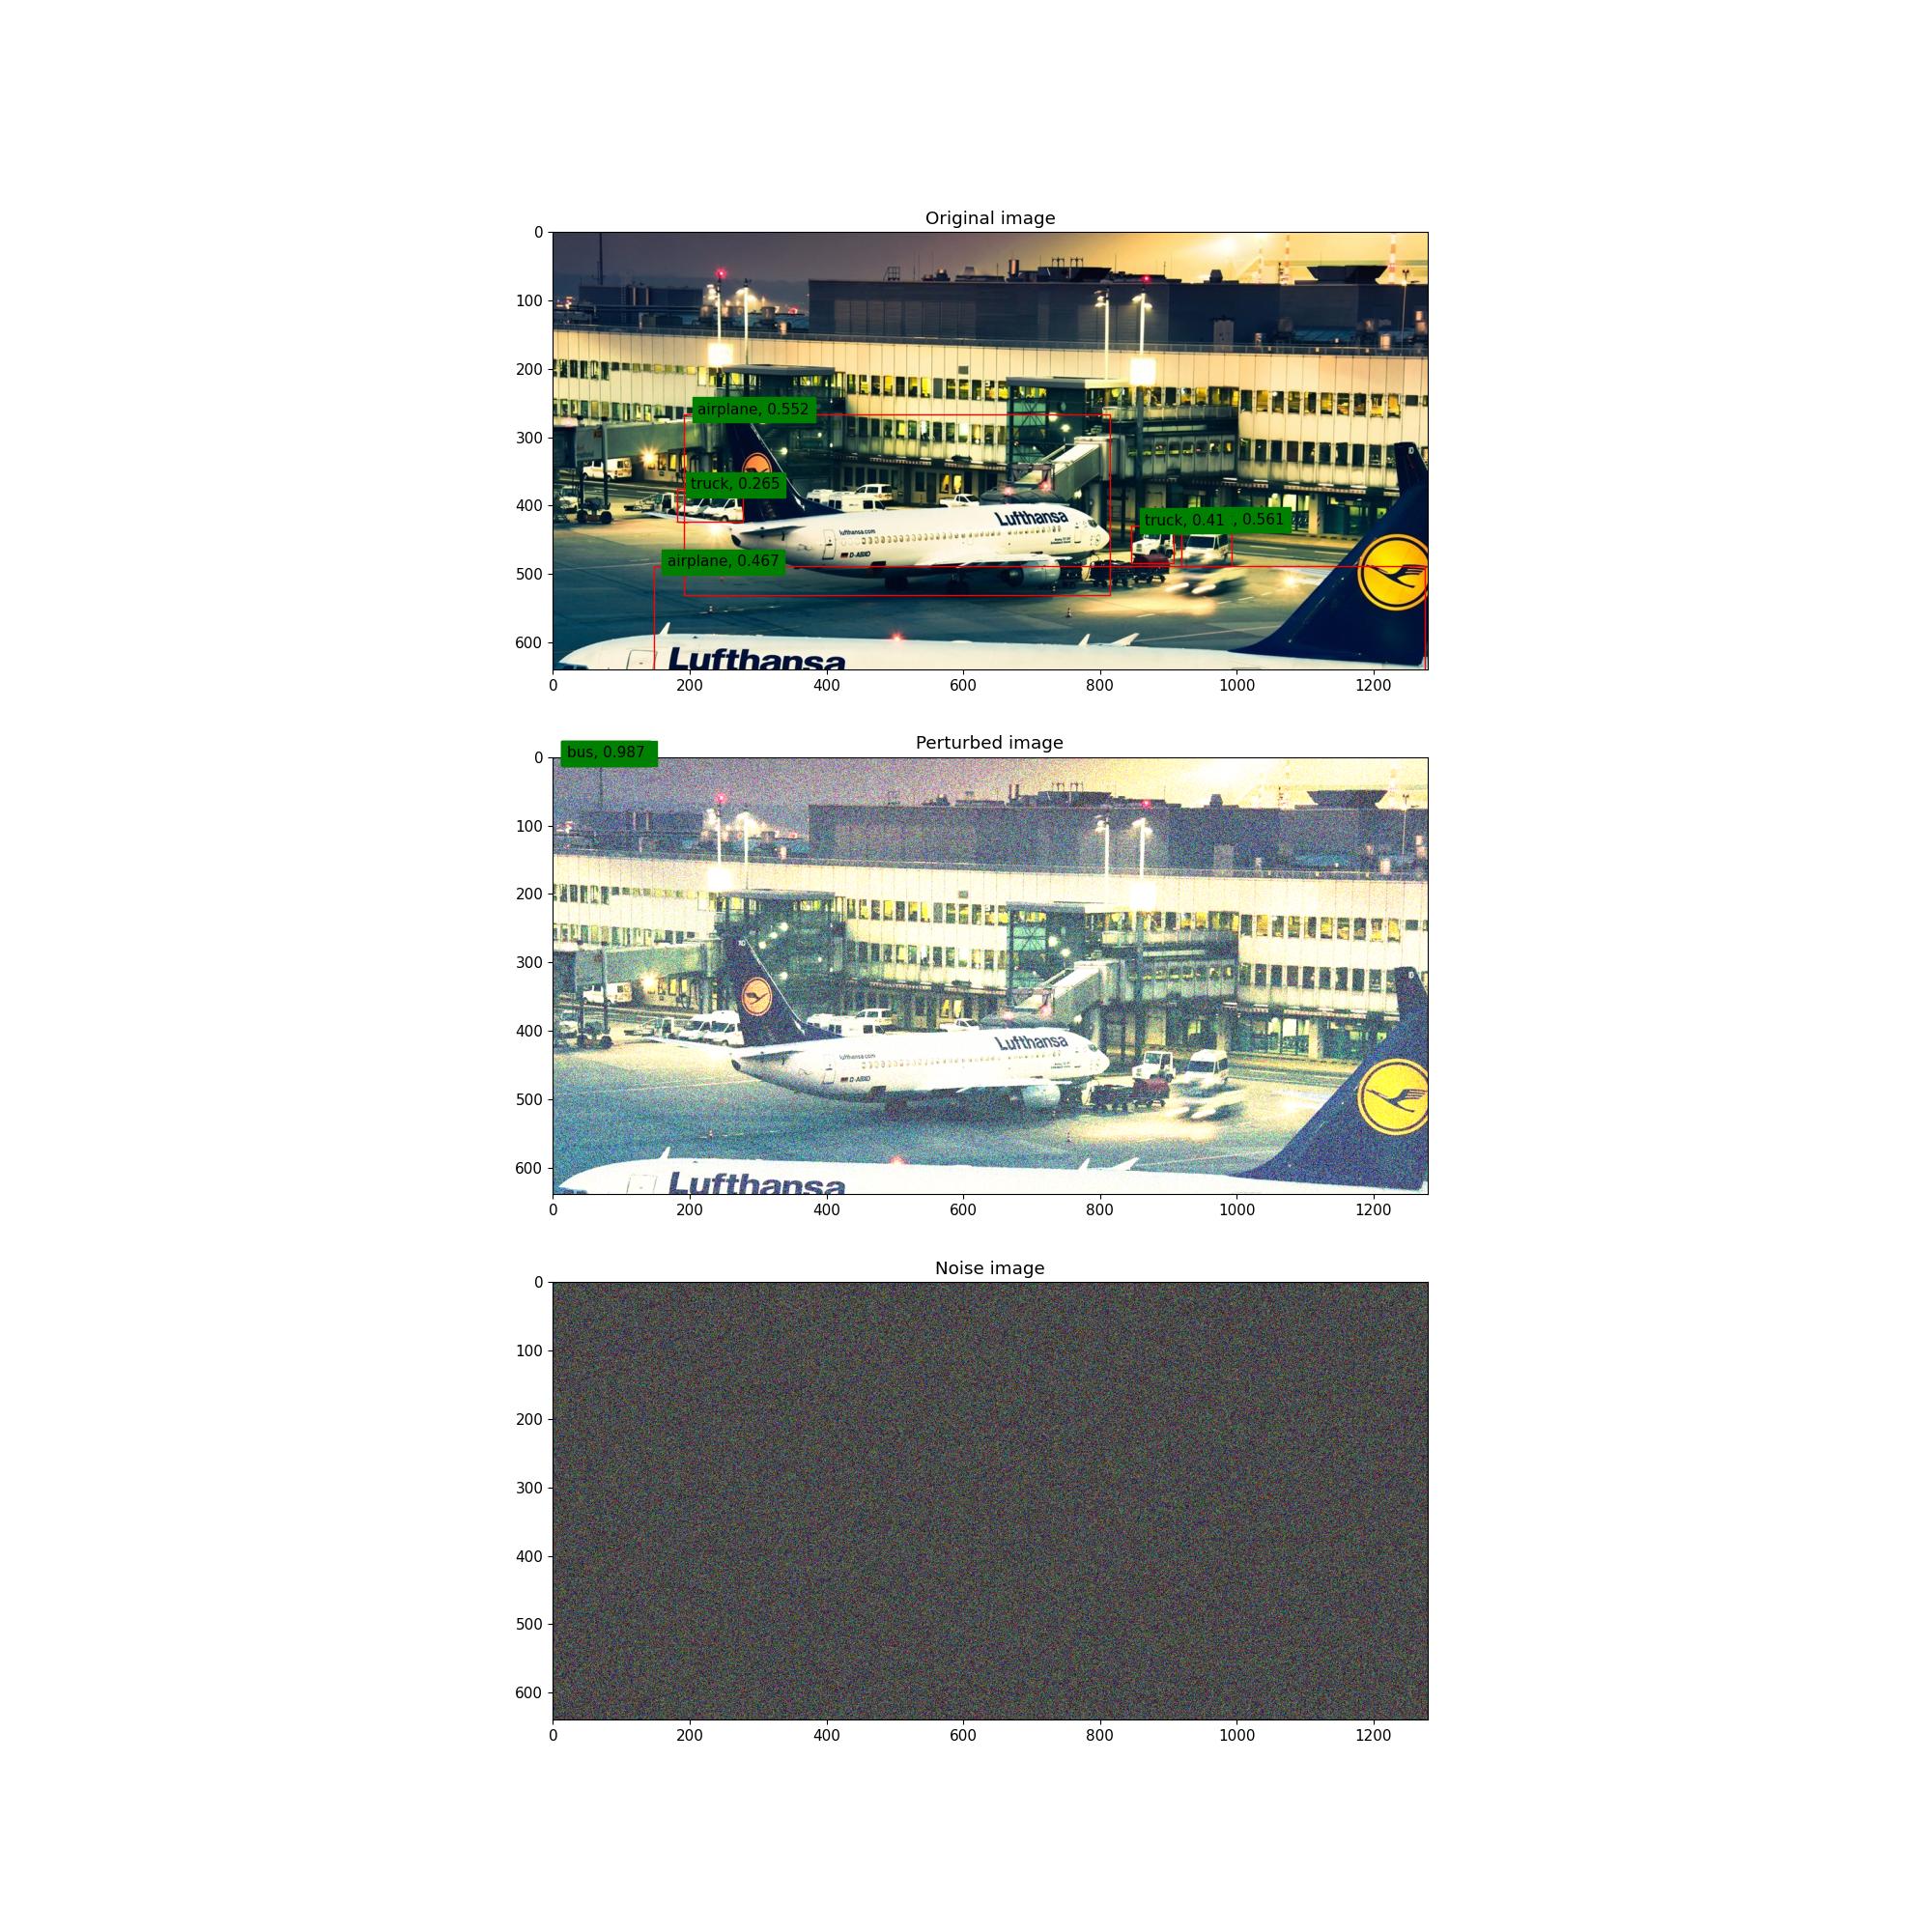 Original image
0
100
200
300
400
500
600
airplane, 0.552
truck, 0.265
truck, 0.41 , 0.561
airplane, 0.467
Lufthansa
lufthansa.com
D-ABIID
Lufthansa
0 200 400 600 800 1000 1200
Perturbed image
bus, 0.987
0
100
200
300
400
500
600
Lufthansa
lufthansa.com
Lufthansa
0 200 400 600 800 1000 1200
Noise image
0
100
200
300
400
500
600
0 200 400 600 800 1000 1200